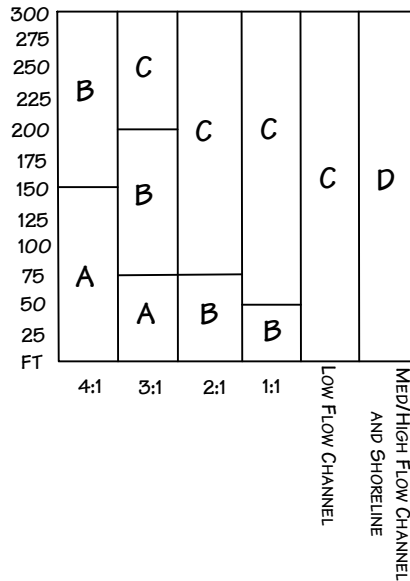 300
275
250
225
200
175
150
125
100
75
50
25
FT
B
A
C
B
A
C
B
C
B
C
D
4:1
3:1
2:1
1:1
LOW FLOW CHANNEL
MED/HIGH FLOW CHANNEL
AND SHORELINE